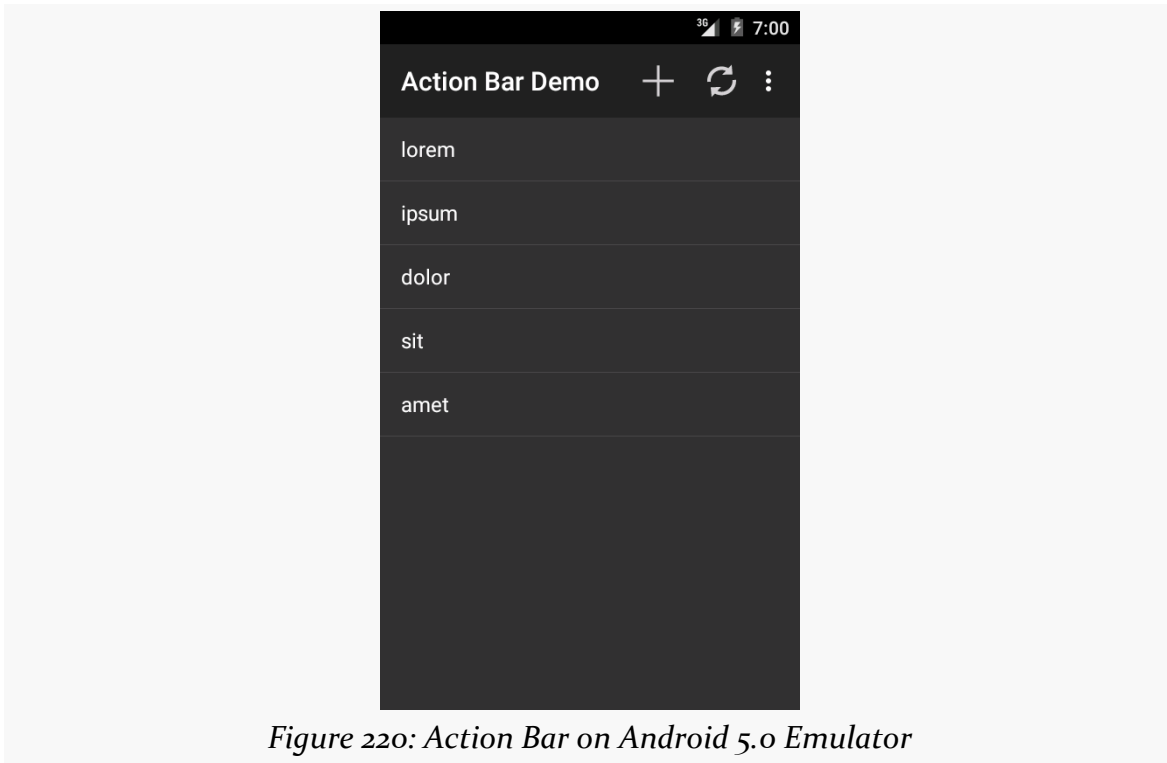 3G 7:00
Action Bar Demo
lorem
ipsum
dolor
sit
amet
Figure 220: Action Bar on Android 5.0 Emulator